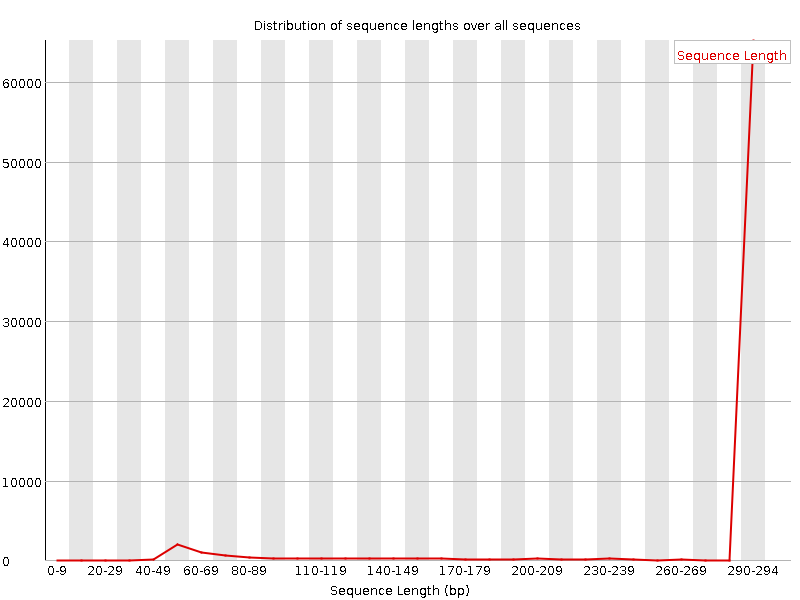 Distribution of sequence lengths over all sequences
Sequence Length
60000
50000
40000
30000
20000
10000
0
0-9 20-29 40-49 60-69 80-89 110-119 140-149 170-179 200-209 230-239 260-269 290-294
Sequence Length (bp)